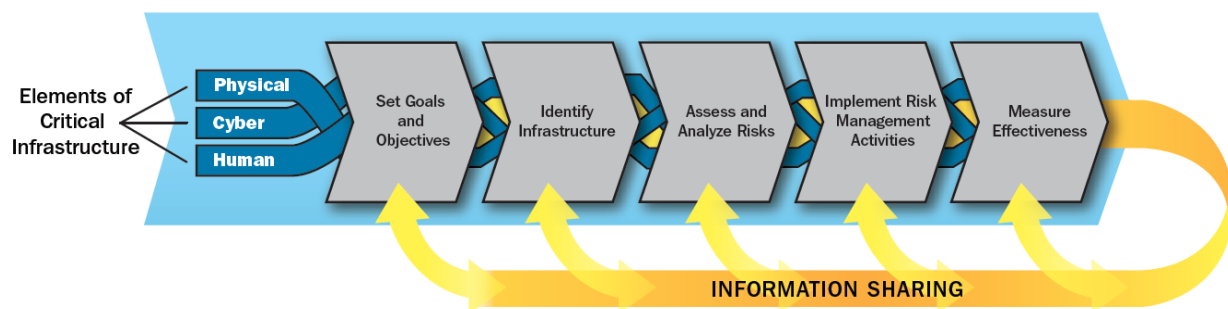 Elements of
Critical
Infrastructure
Physical
Cyber
Human
Set Goals
and
Objectives
Identify
Infrastructure
Assess and
Analyze Risks
Implement Risk
Management
Activities
Measure
Effectiveness
INFORMATION SHARING